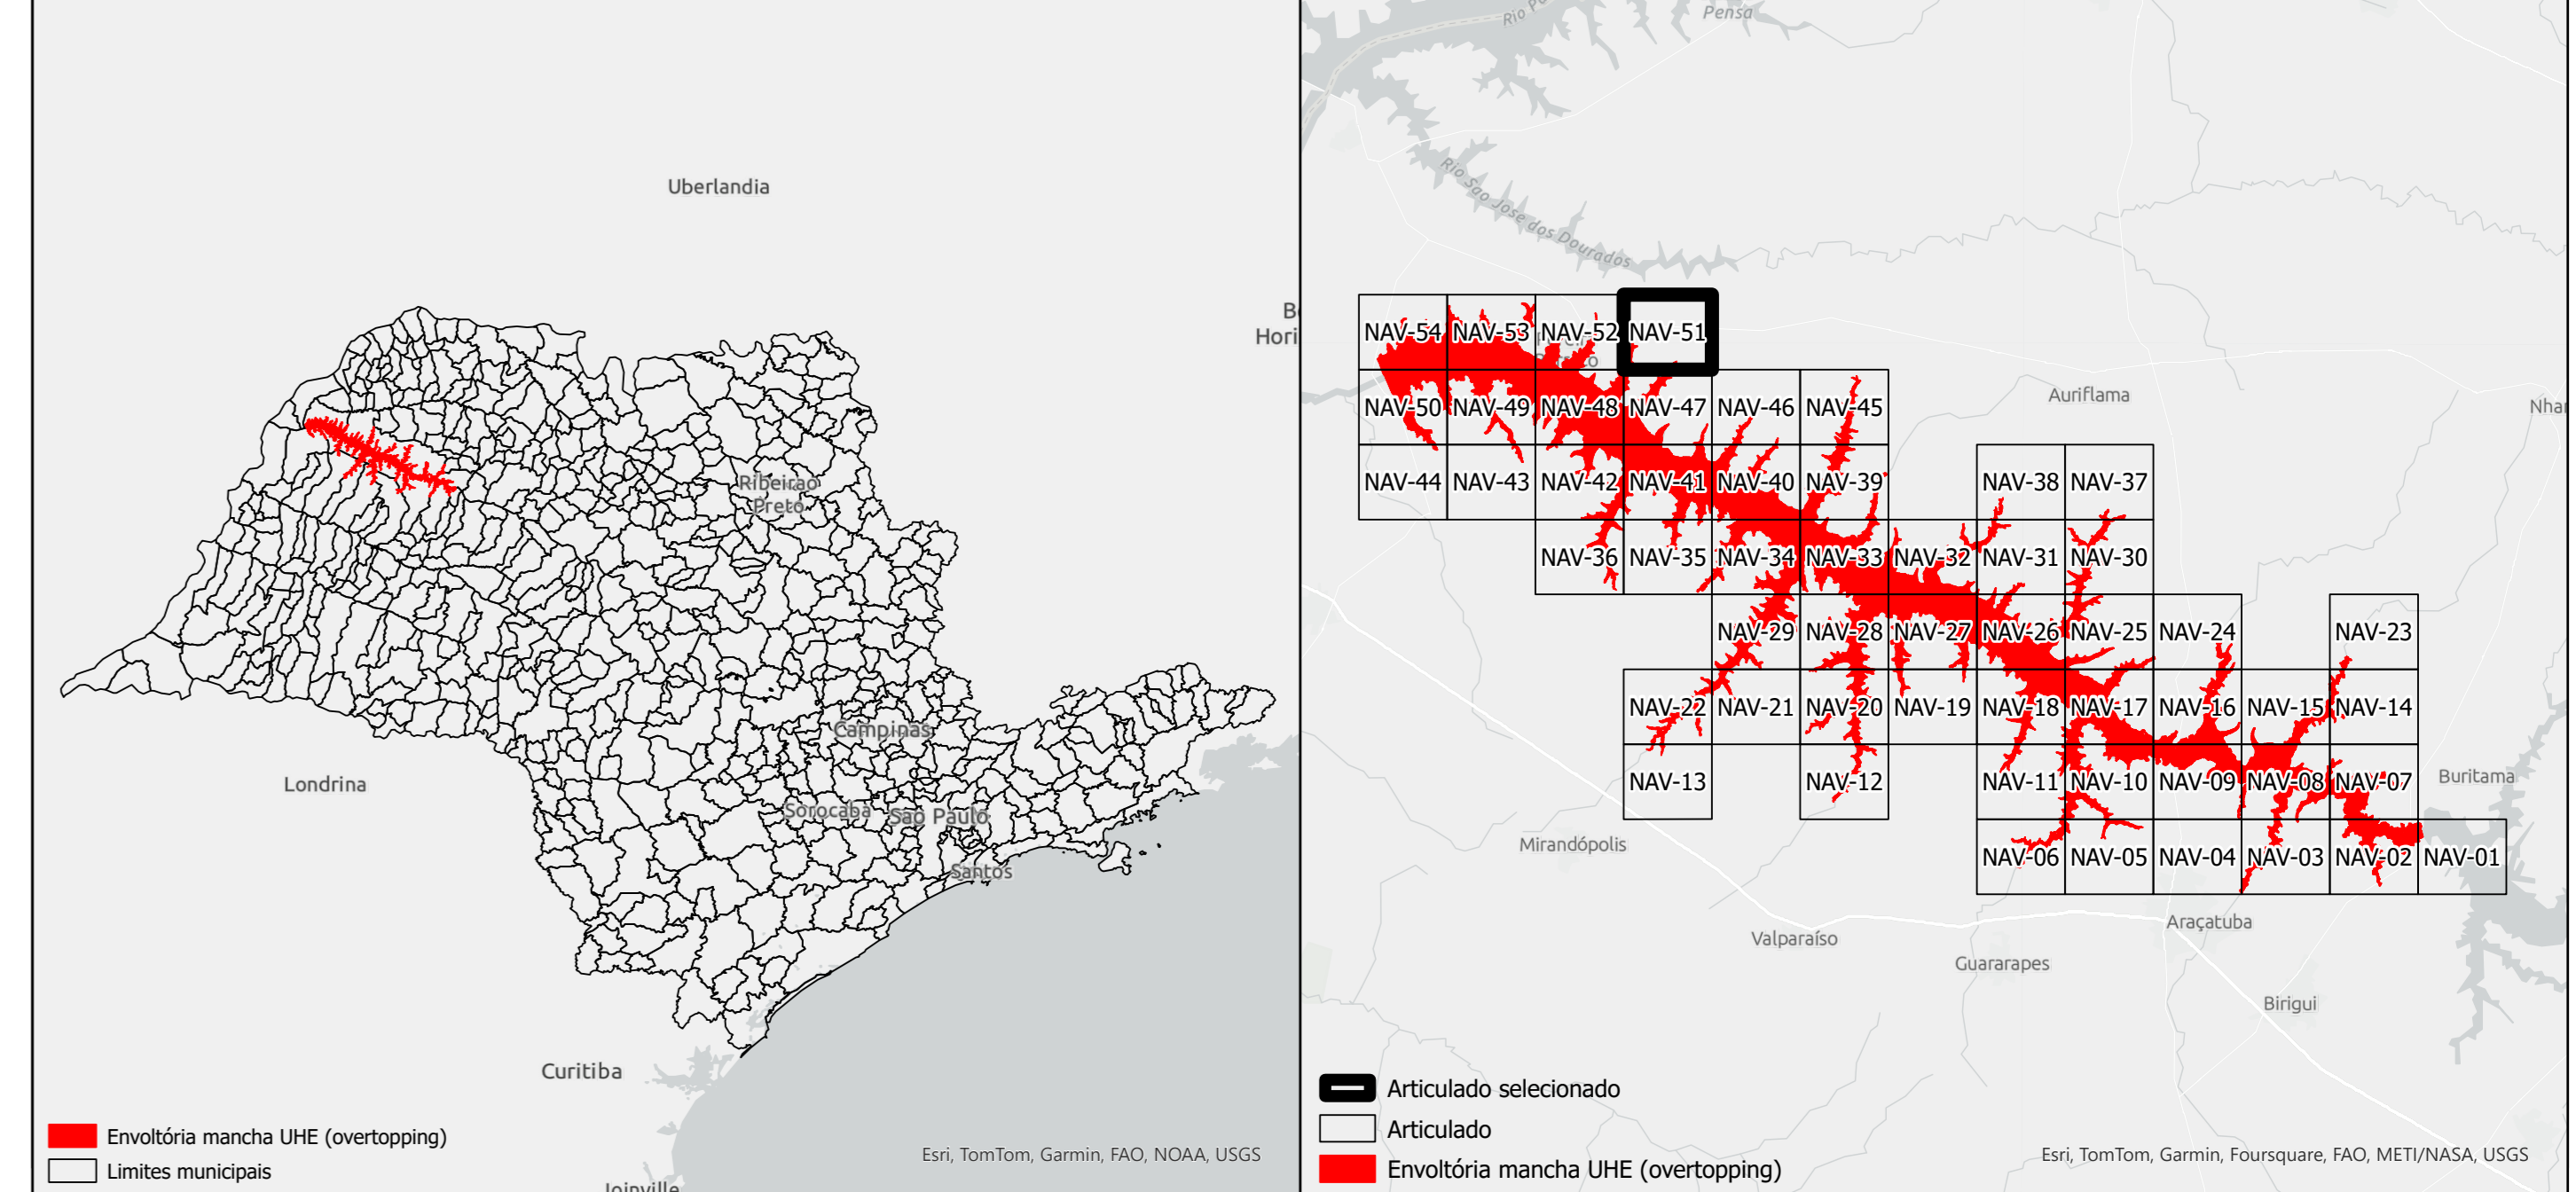 Uberlandia
Ribeirao
Preto
Campinas
Sorocaba
Sao Paulo
Santos
Londrina
Curitiba
Joinville
Envoltória mancha UHE (overtopping)
Limites municipais
Esri, TomTom, Garmin, FAO, NOAA, USGS
Pensa
Rio Sao Jose dos Dourados
NAV-54 NAV-53 NAV-52 NAV-51
NAV-50 NAV-49 NAV-48 NAV-47 NAV-46 NAV-45
Auriflama
NAV-44 NAV-43 NAV-42 NAV-41 NAV-40 NAV-39 NAV-38 NAV-37
NAV-36 NAV-35 NAV-34 NAV-33 NAV-32 NAV-31 NAV-30
NAV-29 NAV-28 NAV-27 NAV-26 NAV-25 NAV-24 NAV-23
NAV-22 NAV-21 NAV-20 NAV-19 NAV-18 NAV-17 NAV-16 NAV-15 NAV-14
NAV-13 NAV-12 NAV-11 NAV-10 NAV-09 NAV-08 NAV-07
Buritama
Mirandópolis
NAV-06 NAV-05 NAV-04 NAV-03 NAV-02 NAV-01
Araçatuba
Valparaíso
Guararapes
Birigui
Articulado selecionado
Articulado
Envoltória mancha UHE (overtopping)
Esri, TomTom, Garmin, Foursquare, FAO, METI/NASA, USGS